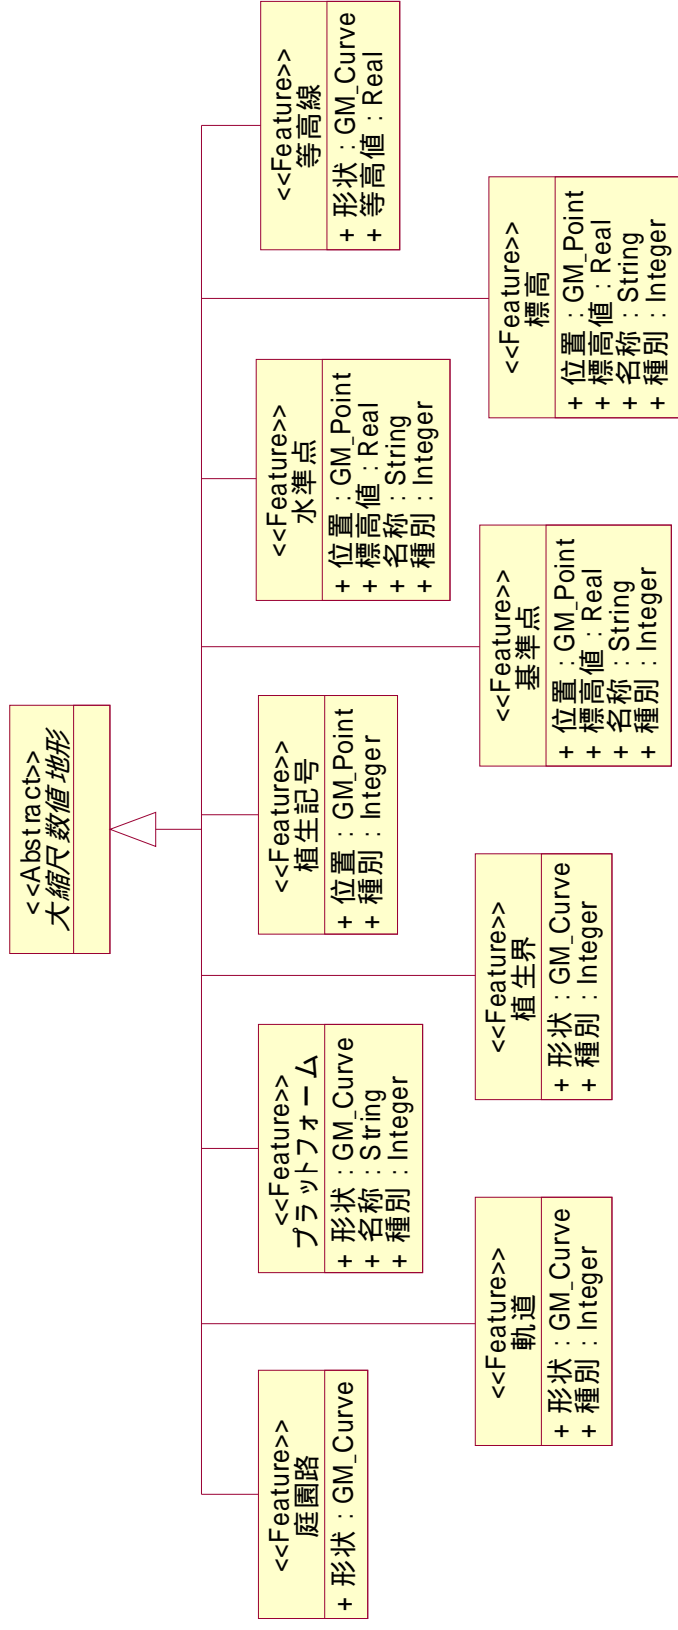 <<Abstract>>
大縮尺数値地形
<<Feature>>
庭園路
+ 形状 : GM_Curve
<<Feature>>
プラットフォーム
+ 形状 : GM_Curve
+ 名称 : String
+ 種別 : Integer
<<Feature>>
植生記号
+ 位置 : GM_Point
+ 種別 : Integer
<<Feature>>
水準点
+ 位置 : GM_Point
+ 標高値 : Real
+ 名称 : String
+ 種別 : Integer
<<Feature>>
等高線
+ 形状 : GM_Curve
+ 等高値 : Real
<<Feature>>
軌道
+ 形状 : GM_Curve
+ 種別 : Integer
<<Feature>>
植生界
+ 形状 : GM_Curve
+ 種別 : Integer
<<Feature>>
基準点
+ 位置 : GM_Point
+ 標高値 : Real
+ 名称 : String
+ 種別 : Integer
<<Feature>>
標高
+ 位置 : GM_Point
+ 標高値 : Real
+ 名称 : String
+ 種別 : Integer